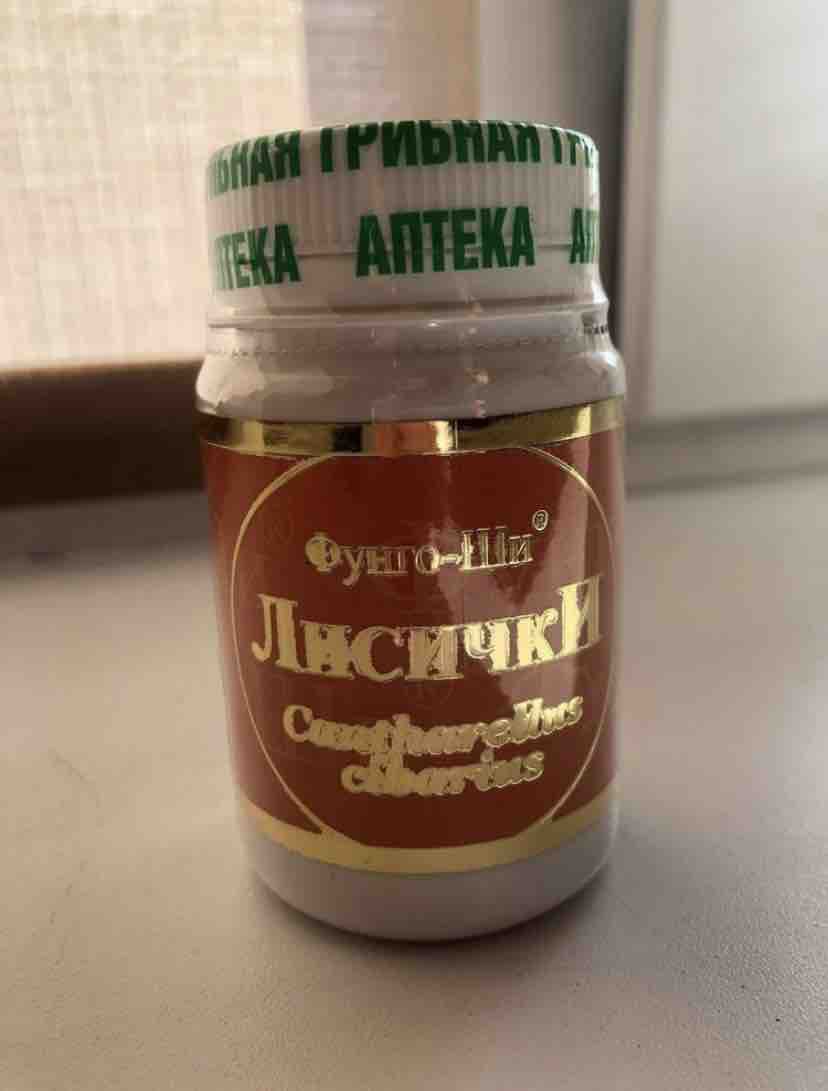 ГРИБНАЯ
АПТЕКА
Фунго-Ши®
Лисички
Cantharellus
cibarius